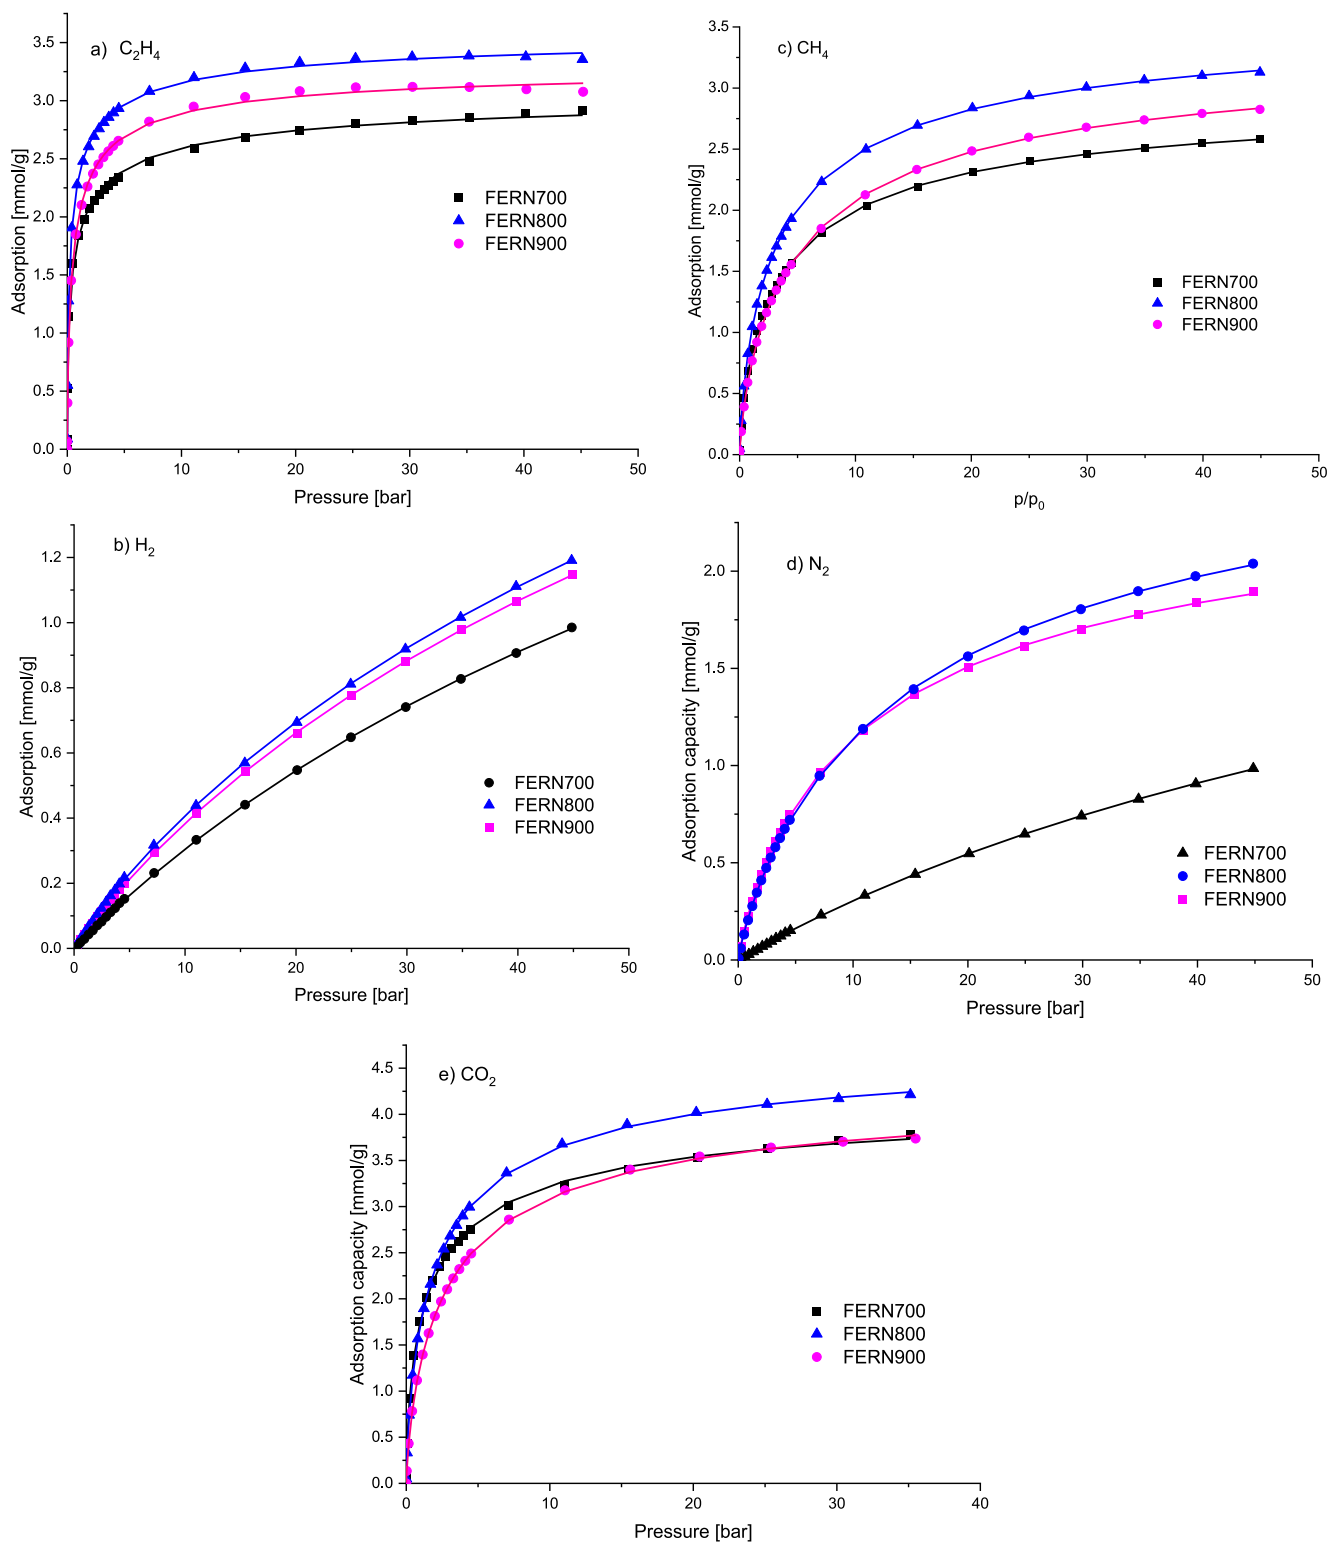 a) C₂H₄
Adsorption [mmol/g]
3.5
3.0
2.5
2.0
1.5
1.0
0.5
0.0
FERN700
FERN800
FERN900
0 10 20 30 40 50
Pressure [bar]
c) CH₄
Adsorption [mmol/g]
3.5
3.0
2.5
2.0
1.5
1.0
0.5
0.0
FERN700
FERN800
FERN900
0 10 20 30 40 50
p/p₀
b) H₂
Adsorption [mmol/g]
1.2
1.0
0.8
0.6
0.4
0.2
0.0
FERN700
FERN800
FERN900
0 10 20 30 40 50
Pressure [bar]
d) N₂
Adsorption capacity [mmol/g]
2.0
1.5
1.0
0.5
0.0
FERN700
FERN800
FERN900
0 10 20 30 40 50
Pressure [bar]
e) CO₂
Adsorption capacity [mmol/g]
4.5
4.0
3.5
3.0
2.5
2.0
1.5
1.0
0.5
0.0
FERN700
FERN800
FERN900
0 10 20 30 40
Pressure [bar]